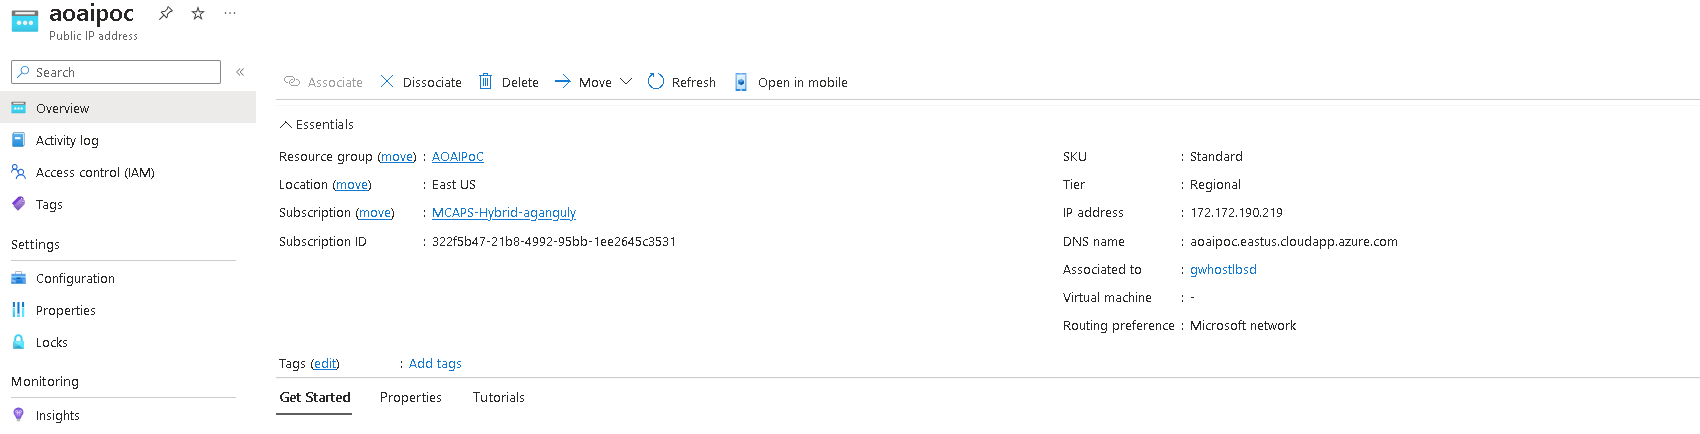 aoaipoc
Public IP address
Search
Overview
Activity log
Access control (IAM)
Tags
Settings
Configuration
Properties
Locks
Monitoring
Insights
Associate Dissociate Delete Move Refresh Open in mobile
Essentials
Resource group (move) : AOAIPoC
Location (move) : East US
Subscription (move) : MCAPS-Hybrid-aganguly
Subscription ID : 322f5b47-21b8-4992-95bb-1ee2645c3531
SKU : Standard
Tier : Regional
IP address : 172.172.190.219
DNS name : aoaipoc.eastus.cloudapp.azure.com
Associated to : gwhostlbsd
Virtual machine : -
Routing preference : Microsoft network
Tags (edit) : Add tags
Get Started Properties Tutorials